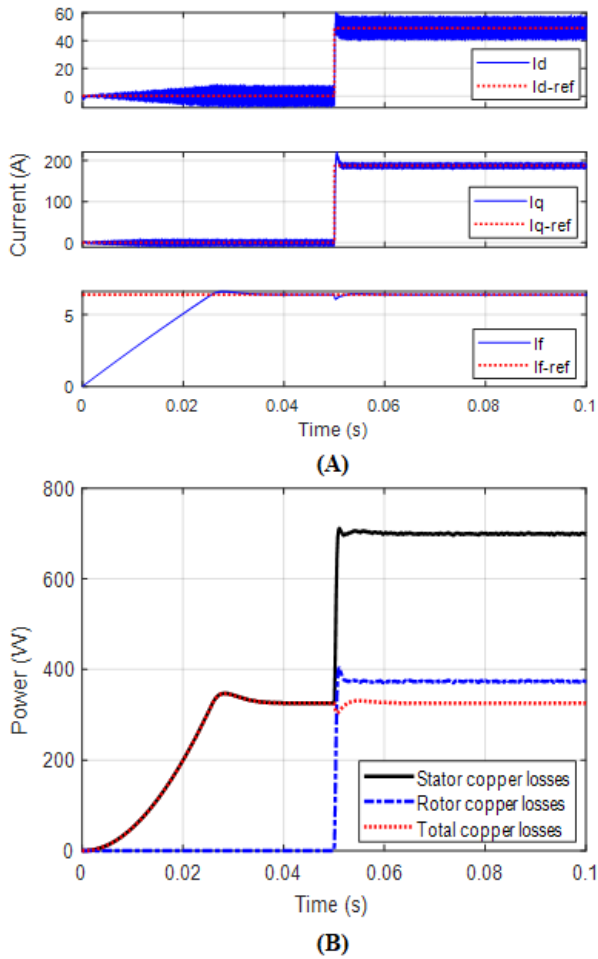 60
40
20
0
Id
Id-ref
200
100
0
Iq
Iq-ref
Current (A)
5
0
If
If-ref
0 0.02 0.04 0.06 0.08 0.1
Time (s)
(A)
800
600
400
200
0
Power (W)
Stator copper losses
Rotor copper losses
Total copper losses
0 0.02 0.04 0.06 0.08 0.1
Time (s)
(B)